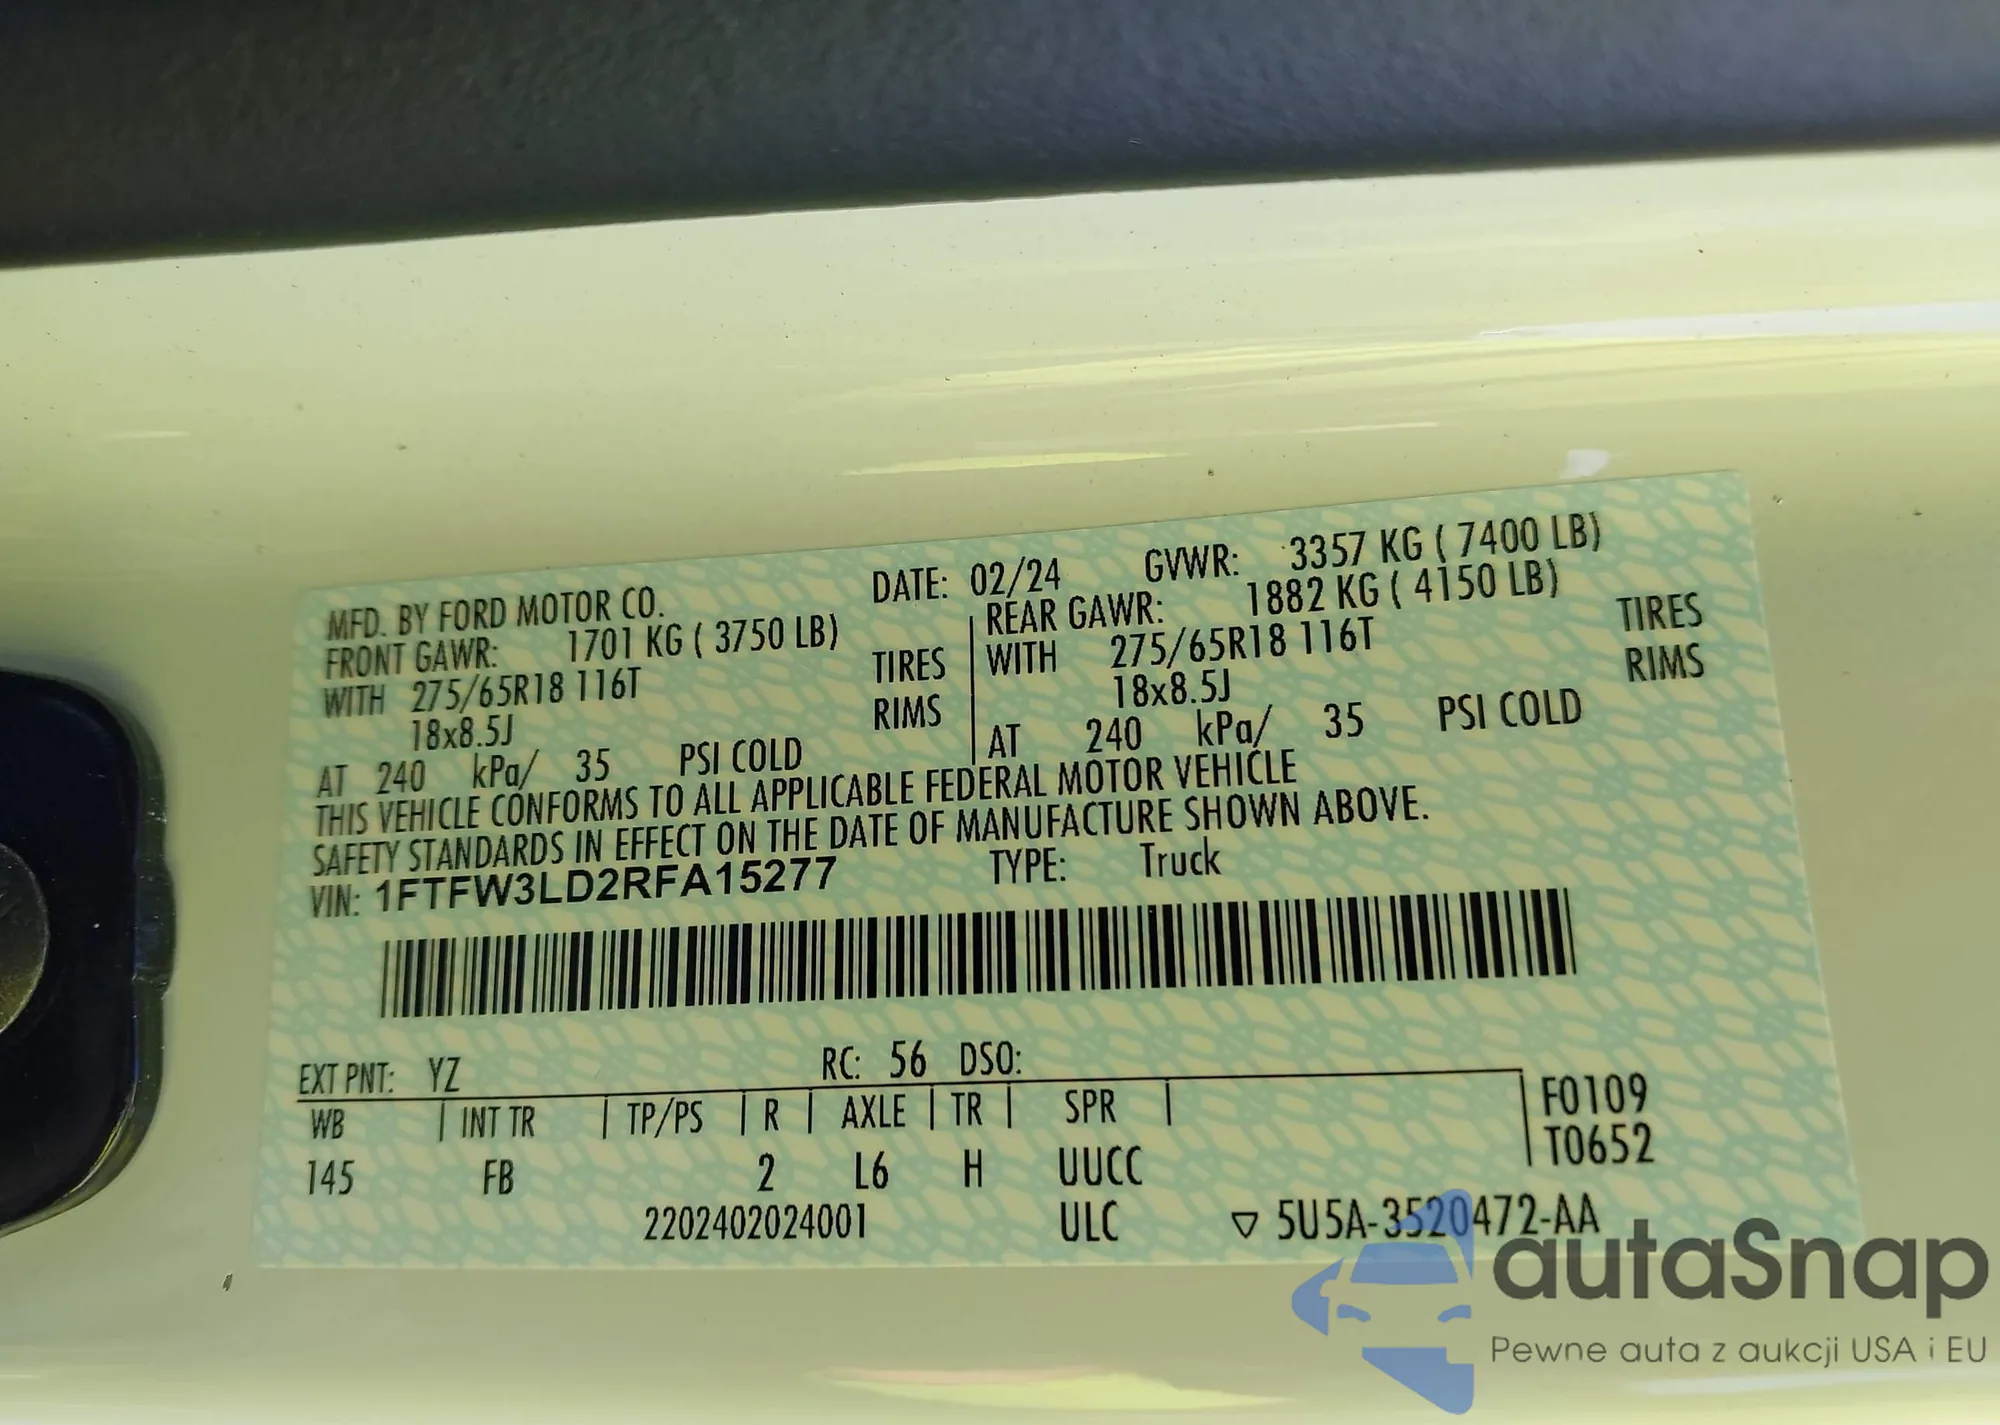 MFD. BY FORD MOTOR CO. DATE: 02/24 GVWR: 3357 KG ( 7400 LB)
FRONT GAWR: 1701 KG ( 3750 LB) REAR GAWR: 1882 KG ( 4150 LB)
WITH 275/65R18 116T TIRES WITH 275/65R18 116T TIRES
18x8.5J RIMS 18x8.5J RIMS
AT 240 kPa/ 35 PSI COLD AT 240 kPa/ 35 PSI COLD
THIS VEHICLE CONFORMS TO ALL APPLICABLE FEDERAL MOTOR VEHICLE
SAFETY STANDARDS IN EFFECT ON THE DATE OF MANUFACTURE SHOWN ABOVE.
VIN: 1FTFW3LD2RFA15277 TYPE: Truck
EXT PNT: YZ RC: 56 DSO:
WB INT TR TP/PS R AXLE TR SPR F0109
145 FB 2 L6 H UUCC T0652
2202402024001 ULC ▽ 5U5A-3520472-AA
autaSnap
Pewne auta z aukcji USA i EU